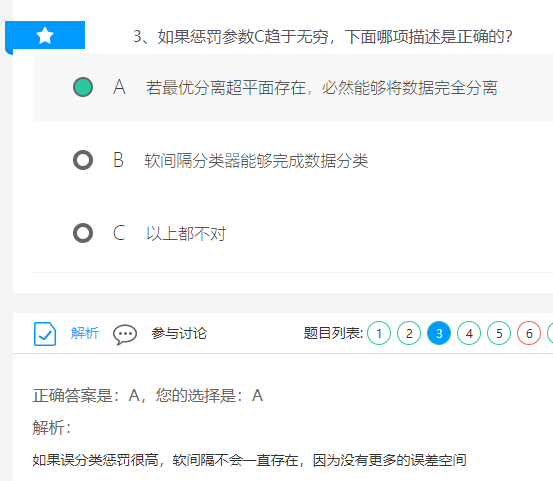 3、如果惩罚参数C趋于无穷，下面哪项描述是正确的?
A 若最优分离超平面存在，必然能够将数据完全分离
B 软间隔分类器能够完成数据分类
C 以上都不对
解析 参与讨论 题目列表: 1 2 3 4 5 6
正确答案是：A，您的选择是：A
解析：
如果误分类惩罚很高，软间隔不会一直存在，因为没有更多的误差空间